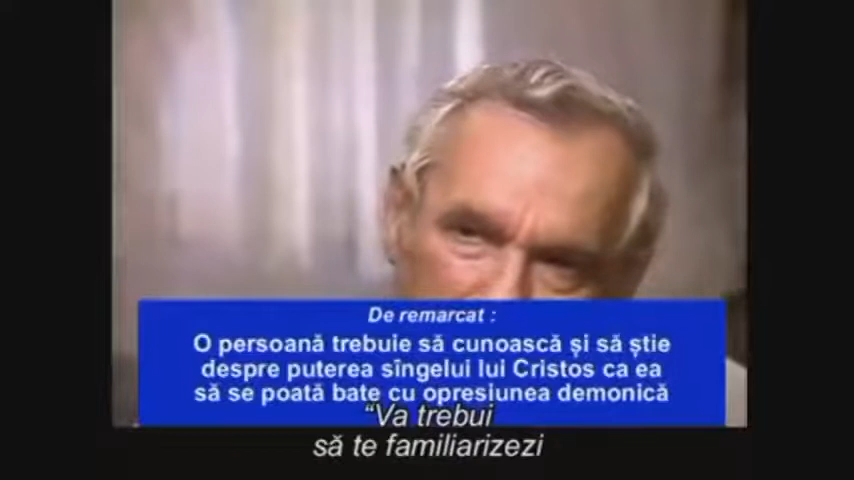 De remarcat :
O persoană trebuie să cunoască și să știe
despre puterea sîngelui lui Cristos ca ea
să se poată bate cu opresiunea demonică
“Va trebui
să te familiarizezi